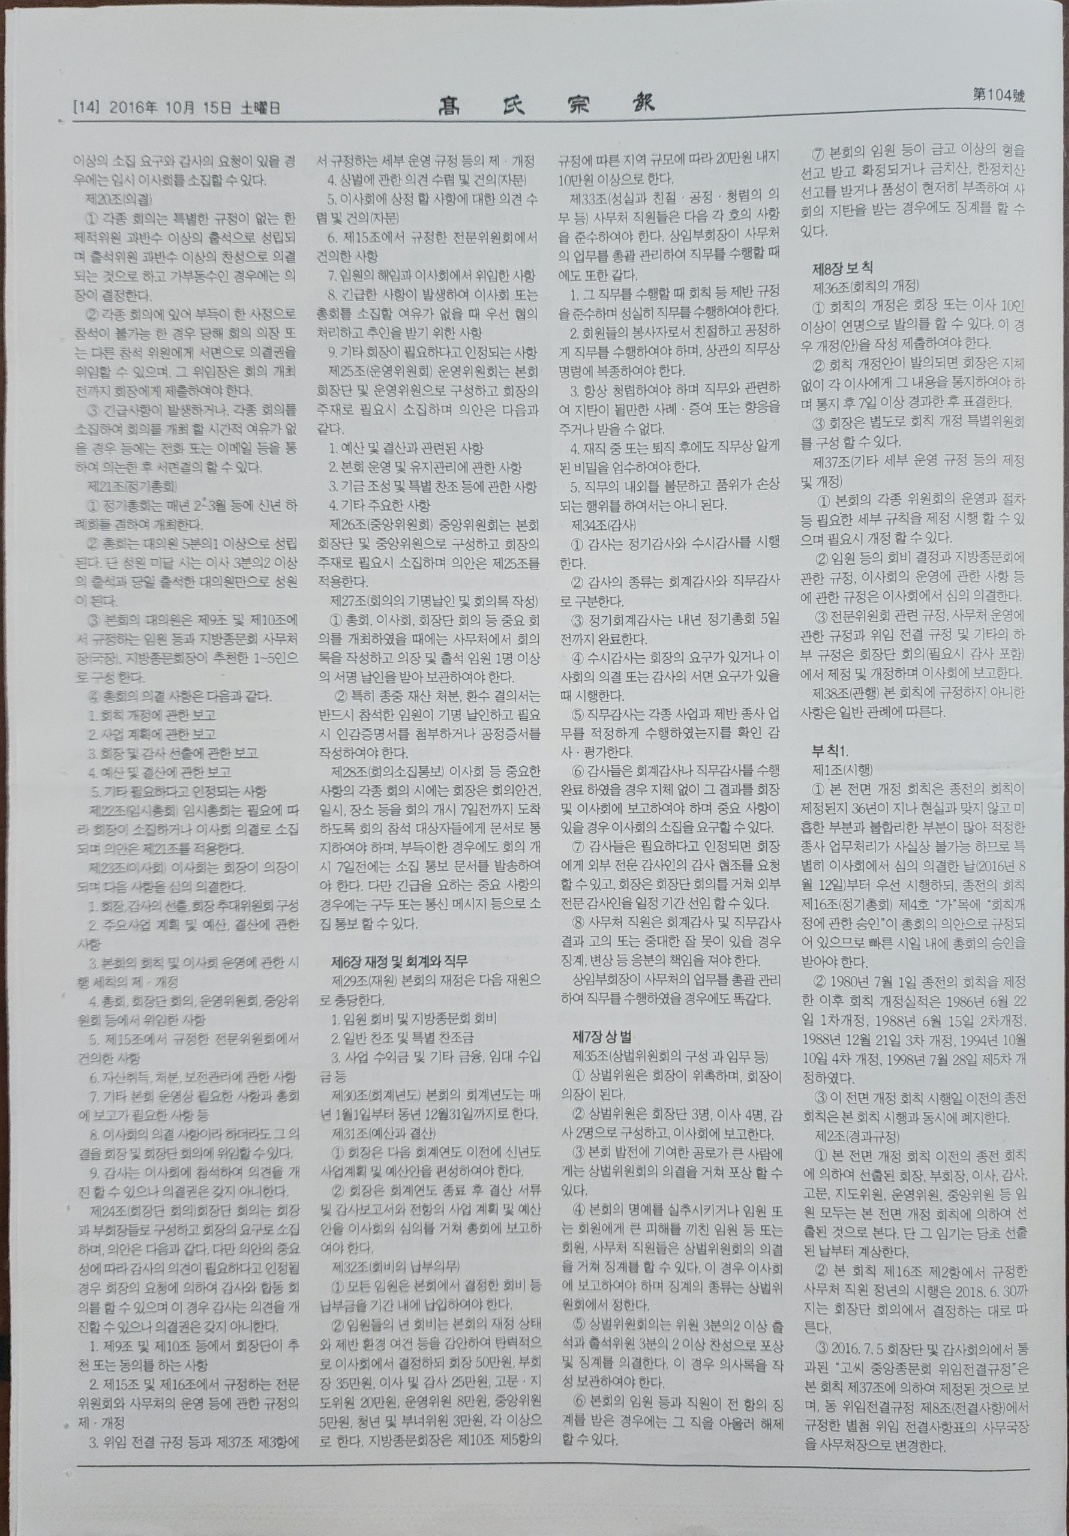 [14] 2016年 10月 15日 土曜日
高氏宗報
第104號
이상의 소집 요구와 감사의 요청이 있을 경
우에는 임시 이사회를 소집할 수 있다.
제20조(의결)
① 각종 회의는 특별한 규정이 없는 한
재적위원 과반수 이상의 출석으로 성립되
며 출석위원 과반수 이상의 찬성으로 의결
되는 것으로 하고 가부동수인 경우에는 의
장이 결정한다.
② 각종 회의에 있어 부득이 한 사정으로
참석이 불가능 한 경우 당해 회의 의장 또
는 다른 참석 위원에게 서면으로 의결권을
위임할 수 있으며, 그 위임장은 회의 개최
전까지 회장에게 제출하여야 한다.
③ 긴급사항이 발생하거나, 각종 회의를
소집하여 회의를 개최 할 시간적 여유가 없
을 경우 등에는 전화 또는 이메일 등을 통
하여 의논한 후 서면결의 할 수 있다.
제21조(정기총회)
① 정기총회는 매년 2~3월 중에 신년 하
례회를 겸하여 개최한다.
② 총회는 대의원 5분의1 이상으로 성립
된다. 단 성원 미달 시는 이사 3분의2 이상
의 출석과 당일 출석한 대의원만으로 성원
이 된다.
③ 본회의 대의원은 제9조 및 제10조에
서 규정하는 임원 등과 지방종문회 사무처
장(국장), 지방종문회장이 추천한 1~5인으
로 구성 한다.
④ 총회의 의결 사항은 다음과 같다.
1. 회칙 개정에 관한 보고
2. 사업 계획에 관한 보고
3. 회장 및 감사 선출에 관한 보고
4. 예산 및 결산에 관한 보고
5. 기타 필요하다고 인정되는 사항
제22조(임시총회) 임시총회는 필요에 따
라 회장이 소집하거나 이사회 의결로 소집
되며 의안은 제21조를 적용한다.
제23조(이사회) 이사회는 회장이 의장이
되며 다음 사항을 심의 의결한다.
1. 회장, 감사의 선출, 회장 추대위원회 구성
2. 주요사업 계획 및 예산, 결산에 관한
사항
3. 본회의 회칙 및 이사회 운영에 관한 시
행 세칙의 제 · 개정
4. 총회, 회장단 회의, 운영위원회, 중앙위
원회 등에서 위임한 사항
5. 제15조에서 규정한 전문위원회에서
건의한 사항
6. 자산취득, 처분, 보전관리에 관한 사항
7. 기타 본회 운영상 필요한 사항과 총회
에 보고가 필요한 사항 등
8. 이사회의 의결 사항이라 하더라도 그 의
결을 회장 및 회장단 회의에 위임할 수 있다.
9. 감사는 이사회에 참석하여 의견을 개
진 할 수 있으나 의결권은 갖지 아니한다.
제24조(회장단 회의)회장단 회의는 회장
과 부회장들로 구성하고 회장의 요구로 소집
하며, 의안은 다음과 같다. 다만 의안의 중요
성에 따라 감사의 의견이 필요하다고 인정될
경우 회장의 요청에 의하여 감사와 합동 회
의를 할 수 있으며 이 경우 감사는 의견을 개
진할 수 있으나 의결권은 갖지 아니한다.
1. 제9조 및 제10조 등에서 회장단이 추
천 또는 동의를 하는 사항
2. 제15조 및 제16조에서 규정하는 전문
위원회와 사무처의 운영 등에 관한 규정의
제 · 개정
3. 위임 전결 규정 등과 제37조 제3항에
서 규정하는 세부 운영 규정 등의 제 · 개정
4. 상벌에 관한 의견 수렴 및 건의(자문)
5. 이사회에 상정 할 사항에 대한 의견 수
렴 및 건의(자문)
6. 제15조에서 규정한 전문위원회에서
건의한 사항
7. 임원의 해임과 이사회에서 위임한 사항
8. 긴급한 사항이 발생하여 이사회 또는
총회를 소집할 여유가 없을 때 우선 협의
처리하고 추인을 받기 위한 사항
9. 기타 회장이 필요하다고 인정되는 사항
제25조(운영위원회) 운영위원회는 본회
회장단 및 운영위원으로 구성하고 회장의
주재로 필요시 소집하며 의안은 다음과
같다.
1. 예산 및 결산과 관련된 사항
2. 본회 운영 및 유지관리에 관한 사항
3. 기금 조성 및 특별 찬조 등에 관한 사항
4. 기타 주요한 사항
제26조(중앙위원회) 중앙위원회는 본회
회장단 및 중앙위원으로 구성하고 회장의
주재로 필요시 소집하며 의안은 제25조를
적용한다.
제27조(회의의 기명날인 및 회의록 작성)
① 총회, 이사회, 회장단 회의 등 중요 회
의를 개최하였을 때에는 사무처에서 회의
록을 작성하고 의장 및 출석 임원 1명 이상
의 서명 날인을 받아 보관하여야 한다.
② 특히 종중 재산 처분, 환수 결의서는
반드시 참석한 임원이 기명 날인하고 필요
시 인감증명서를 첨부하거나 공정증서를
작성하여야 한다.
제28조(회의소집통보) 이사회 등 중요한
사항의 각종 회의 시에는 회장은 회의안건,
일시, 장소 등을 회의 개시 7일전까지 도착
하도록 회의 참석 대상자들에게 문서로 통
지하여야 하며, 부득이한 경우에도 회의 개
시 7일전에는 소집 통보 문서를 발송하여
야 한다. 다만 긴급을 요하는 중요 사항의
경우에는 구두 또는 통신 메시지 등으로 소
집 통보 할 수 있다.
제6장 재정 및 회계와 직무
제29조(재원) 본회의 재정은 다음 재원으
로 충당한다.
1. 임원 회비 및 지방종문회 회비
2. 일반 찬조 및 특별 찬조금
3. 사업 수익금 및 기타 금융, 임대 수입
금 등
제30조(회계년도) 본회의 회계년도는 매
년 1월1일부터 동년 12월31일까지로 한다.
제31조(예산과 결산)
① 회장은 다음 회계연도 이전에 신년도
사업계획 및 예산안을 편성하여야 한다.
② 회장은 회계연도 종료 후 결산 서류
및 감사보고서와 전항의 사업 계획 및 예산
안을 이사회의 심의를 거쳐 총회에 보고하
여야 한다.
제32조(회비의 납부의무)
① 모든 임원은 본회에서 결정한 회비 등
납부금을 기간 내에 납입하여야 한다.
② 임원들의 년 회비는 본회의 재정 상태
와 제반 환경 여건 등을 감안하여 탄력적으
로 이사회에서 결정하되 회장 50만원, 부회
장 35만원, 이사 및 감사 25만원, 고문 · 지
도위원 20만원, 운영위원 8만원, 중앙위원
5만원, 청년 및 부녀위원 3만원, 각 이상으
로 한다. 지방종문회장은 제10조 제5항의
규정에 따른 지역 규모에 따라 20만원 내지
10만원 이상으로 한다.
제33조(성실과 친절 · 공정 · 청렴의 의
무 등) 사무처 직원들은 다음 각 호의 사항
을 준수하여야 한다. 상임부회장이 사무처
의 업무를 총괄 관리하여 직무를 수행할 때
에도 또한 같다.
1. 그 직무를 수행할 때 회칙 등 제반 규정
을 준수하며 성실히 직무를 수행하여야 한다.
2. 회원들의 봉사자로서 친절하고 공정하
게 직무를 수행하여야 하며, 상관의 직무상
명령에 복종하여야 한다.
3. 항상 청렴하여야 하며 직무와 관련하
여 지탄이 될만한 사례 · 증여 또는 향응을
주거나 받을 수 없다.
4. 재직 중 또는 퇴직 후에도 직무상 알게
된 비밀을 엄수하여야 한다.
5. 직무의 내외를 불문하고 품위가 손상
되는 행위를 하여서는 아니 된다.
제34조(감사)
① 감사는 정기감사와 수시감사를 시행
한다.
② 감사의 종류는 회계감사와 직무감사
로 구분한다.
③ 정기회계감사는 내년 정기총회 5일
전까지 완료한다.
④ 수시감사는 회장의 요구가 있거나 이
사회의 의결 또는 감사의 서면 요구가 있을
때 시행한다.
⑤ 직무감사는 각종 사업과 제반 종사 업
무를 적정하게 수행하였는지를 확인 감
사 · 평가한다.
⑥ 감사들은 회계감사나 직무감사를 수행
완료 하였을 경우 지체 없이 그 결과를 회장
및 이사회에 보고하여야 하며 중요 사항이
있을 경우 이사회의 소집을 요구할 수 있다.
⑦ 감사들은 필요하다고 인정되면 회장
에게 외부 전문 감사인의 감사 협조를 요청
할 수 있고, 회장은 회장단 회의를 거쳐 외부
전문 감사인을 일정 기간 선임 할 수 있다.
⑧ 사무처 직원은 회계감사 및 직무감사
결과 고의 또는 중대한 잘 못이 있을 경우
징계, 변상 등 응분의 책임을 져야 한다.
상임부회장이 사무처의 업무를 총괄 관리
하여 직무를 수행하였을 경우에도 똑같다.
제7장 상 벌
제35조(상벌위원회의 구성 과 임무 등)
① 상벌위원은 회장이 위촉하며, 회장이
의장이 된다.
② 상벌위원은 회장단 3명, 이사 4명, 감
사 2명으로 구성하고, 이사회에 보고한다.
③ 본회 발전에 기여한 공로가 큰 사람에
게는 상벌위원회의 의결을 거쳐 포상 할 수
있다.
④ 본회의 명예를 실추시키거나 임원 또
는 회원에게 큰 피해를 끼친 임원 등 또는
회원, 사무처 직원들은 상벌위원회의 의결
을 거쳐 징계를 할 수 있다. 이 경우 이사회
에 보고하여야 하며 징계의 종류는 상벌위
원회에서 정한다.
⑤ 상벌위원회는 위원 3분의2 이상 출
석과 출석위원 3분의 2 이상 찬성으로 포상
및 징계를 의결한다. 이 경우 의사록을 작
성 보관하여야 한다.
⑥ 본회의 임원 등과 직원이 전 항의 징
계를 받은 경우에는 그 직을 아울러 해제
할 수 있다.
⑦ 본회의 임원 등이 금고 이상의 형을
선고 받고 확정되거나 금치산, 한정치산
선고를 받거나 품성이 현저히 부족하여 사
회의 지탄을 받는 경우에도 징계를 할 수
있다.
제8장 보 칙
제36조(회칙의 개정)
① 회칙의 개정은 회장 또는 이사 10인
이상이 연명으로 발의를 할 수 있다. 이 경
우 개정(안)을 작성 제출하여야 한다.
② 회칙 개정안이 발의되면 회장은 지체
없이 각 이사에게 그 내용을 통지하여야 하
며 통지 후 7일 이상 경과한 후 표결한다.
③ 회장은 별도로 회칙 개정 특별위원회
를 구성 할 수 있다.
제37조(기타 세부 운영 규정 등의 제정
및 개정)
① 본회의 각종 위원회의 운영과 절차
등 필요한 세부 규칙을 제정 시행 할 수 있
으며 필요시 개정 할 수 있다.
② 임원 등의 회비 결정과 지방종문회에
관한 규정, 이사회의 운영에 관한 사항 등
에 관한 규정은 이사회에서 심의 의결한다.
③ 전문위원회 관련 규정, 사무처 운영에
관한 규정과 위임 전결 규정 및 기타의 하
부 규정은 회장단 회의(필요시 감사 포함)
에서 제정 및 개정하며 이사회에 보고한다.
제38조(관행) 본 회칙에 규정하지 아니한
사항은 일반 관례에 따른다.
부 칙1.
제1조(시행)
① 본 전면 개정 회칙은 종전의 회칙이
제정된지 36년이 지나 현실과 맞지 않고 미
흡한 부분과 불합리한 부분이 많아 적정한
종사 업무처리가 사실상 불가능 하므로 특
별히 이사회에서 심의 의결한 날(2016년 8
월 12일)부터 우선 시행하되, 종전의 회칙
제16조(정기총회) 제4호 “가”목에 “회칙개
정에 관한 승인”이 총회의 의안으로 규정되
어 있으므로 빠른 시일 내에 총회의 승인을
받아야 한다.
② 1980년 7월 1일 종전의 회칙을 제정
한 이후 회칙 개정실적은 1986년 6월 22
일 1차개정, 1988년 6월 15일 2차개정,
1988년 12월 21일 3차 개정, 1994년 10월
10일 4차 개정, 1998년 7월 28일 제5차 개
정하였다.
③ 이 전면 개정 회칙 시행일 이전의 종전
회칙은 본 회칙 시행과 동시에 폐지한다.
제2조(경과규정)
① 본 전면 개정 회칙 이전의 종전 회칙
에 의하여 선출된 회장, 부회장, 이사, 감사,
고문, 지도위원, 운영위원, 중앙위원 등 임
원 모두는 본 전면 개정 회칙에 의하여 선
출된 것으로 본다. 단 그 임기는 당초 선출
된 날부터 계상한다.
② 본 회칙 제16조 제2항에서 규정한
사무처 직원 정년의 시행은 2018. 6. 30까
지는 회장단 회의에서 결정하는 대로 따
른다.
③ 2016. 7. 5 회장단 및 감사회의에서 통
과된 “고씨 중앙종문회 위임전결규정”은
본 회칙 제37조에 의하여 제정된 것으로 보
며, 동 위임전결규정 제8조(전결사항)에서
규정한 별첨 위임 전결사항표의 사무국장
을 사무처장으로 변경한다.